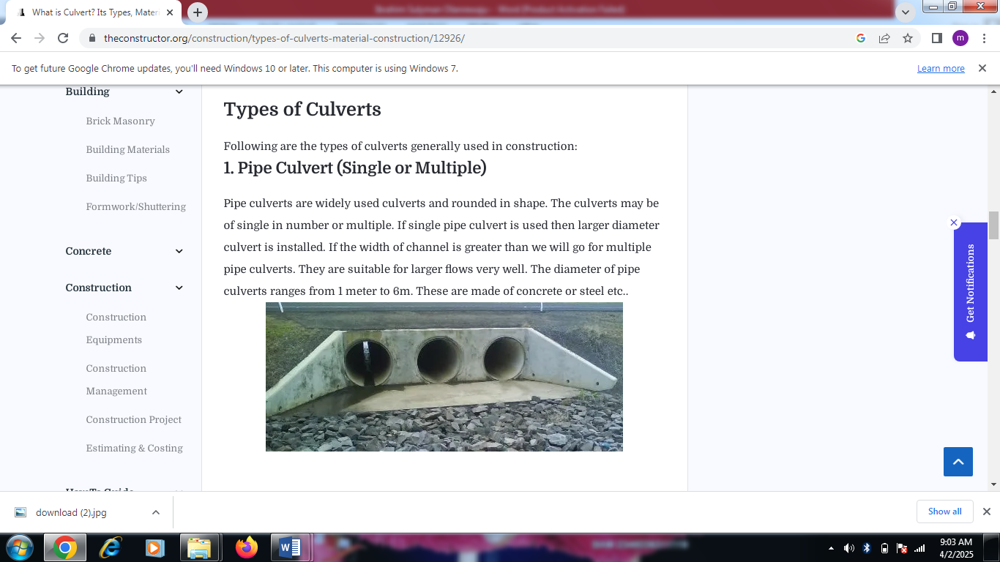 What is Culvert? Its Types, Mater
theconstructor.org/construction/types-of-culverts-material-construction/12926/
m
To get future Google Chrome updates, you'll need Windows 10 or later. This computer is using Windows 7.
Learn more
Building
Brick Masonry
Building Materials
Building Tips
Formwork/Shuttering
Concrete
Construction
Construction
Equipments
Construction
Management
Construction Project
Estimating & Costing
How To Guide
Types of Culverts
Following are the types of culverts generally used in construction:
1. Pipe Culvert (Single or Multiple)
Pipe culverts are widely used culverts and rounded in shape. The culverts may be
of single in number or multiple. If single pipe culvert is used then larger diameter
culvert is installed. If the width of channel is greater than we will go for multiple
pipe culverts. They are suitable for larger flows very well. The diameter of pipe
culverts ranges from 1 meter to 6m. These are made of concrete or steel etc..
Get Notifications
download (2).jpg
Show all
9:03 AM
4/2/2025